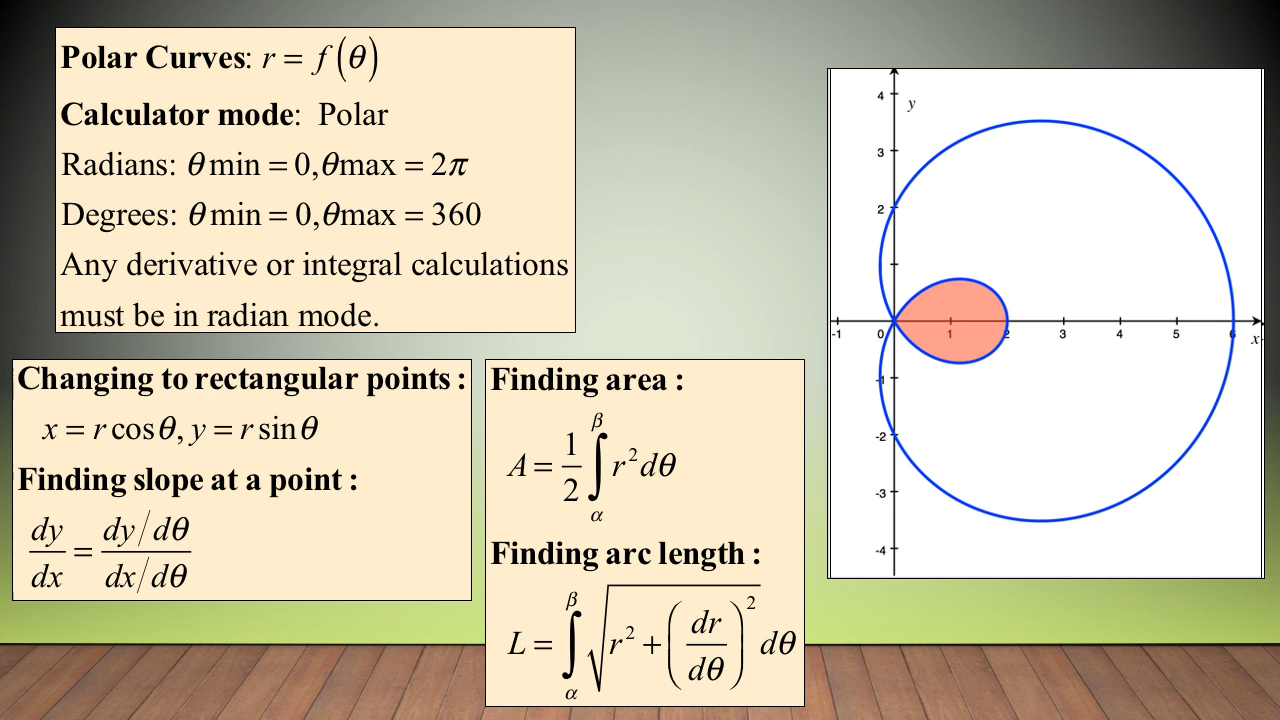 Polar Curves: r = f(θ)
Calculator mode: Polar
Radians: θmin = 0,θmax = 2π
Degrees: θmin = 0,θmax = 360
Any derivative or integral calculations
must be in radian mode.
Changing to rectangular points :
x = r cosθ, y = r sinθ
Finding slope at a point :
dy/dx = (dy/dθ)/(dx/dθ)
Finding area :
A = 1/2 ∫_α^β r² dθ
Finding arc length :
L = ∫_α^β √(r² + (dr/dθ)²) dθ
y
4
3
2
-1 0 1 2 3 4 5 6
x
-1
-2
-3
-4